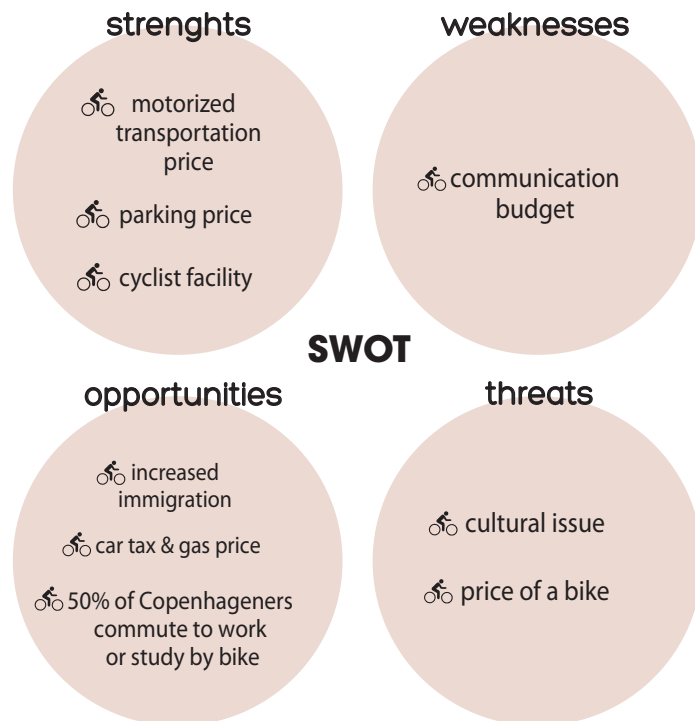 strenghts
motorized
transportation
price
parking price
cyclist facility
weaknesses
communication
budget
SWOT
opportunities
increased
immigration
car tax & gas price
50% of Copenhageners
commute to work
or study by bike
threats
cultural issue
price of a bike